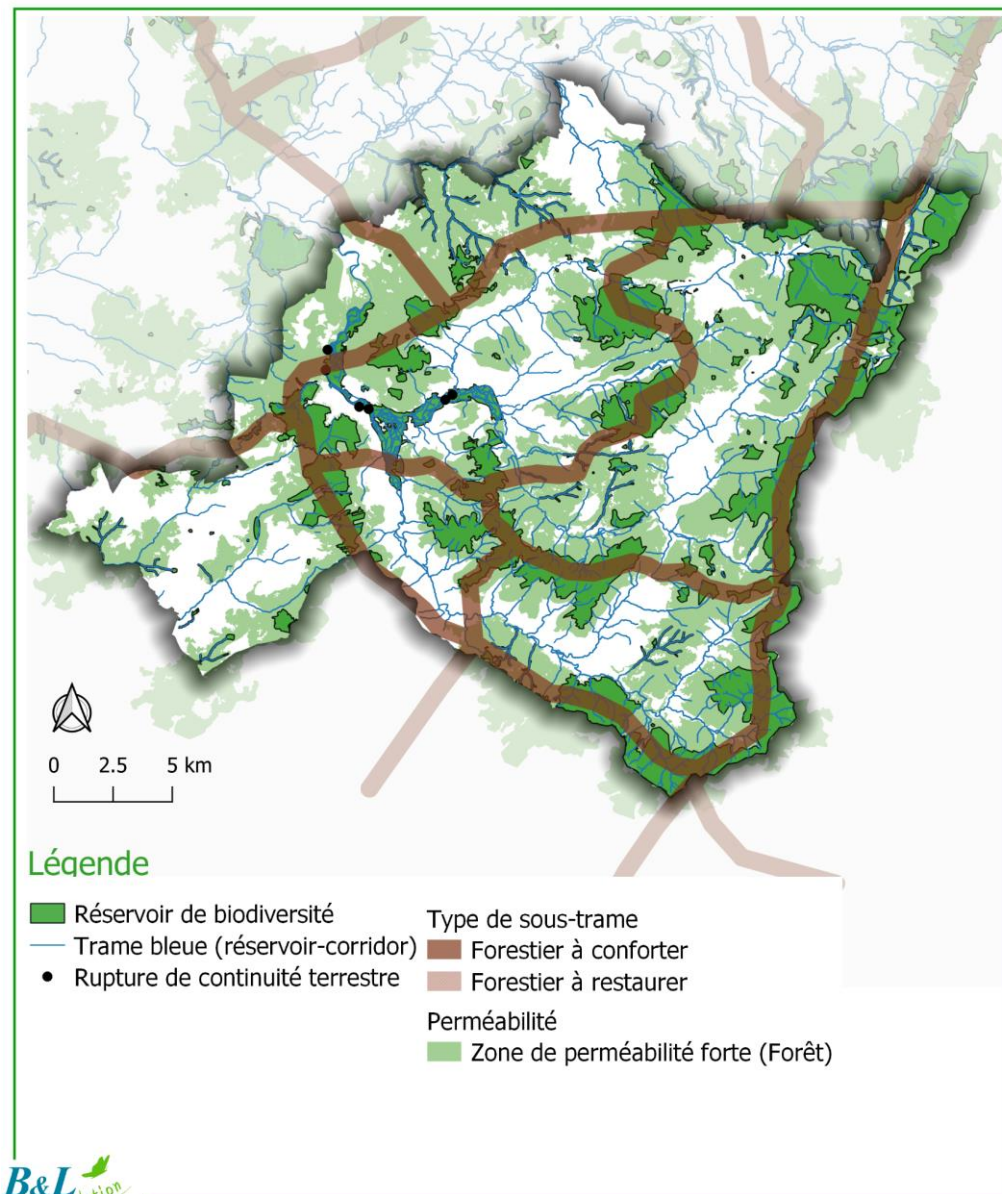 0 2.5 5 km
Légende
Réservoir de biodiversité
Trame bleue (réservoir-corridor)
Rupture de continuité terrestre
Type de sous-trame
Forestier à conforter
Forestier à restaurer
Perméabilité
Zone de perméabilité forte (Forêt)
B&L